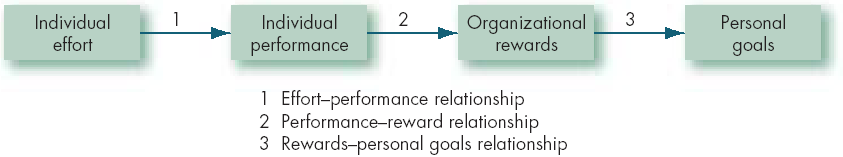 Individual effort
1
Individual performance
2
Organizational rewards
3
Personal goals
1 Effort–performance relationship
2 Performance–reward relationship
3 Rewards–personal goals relationship